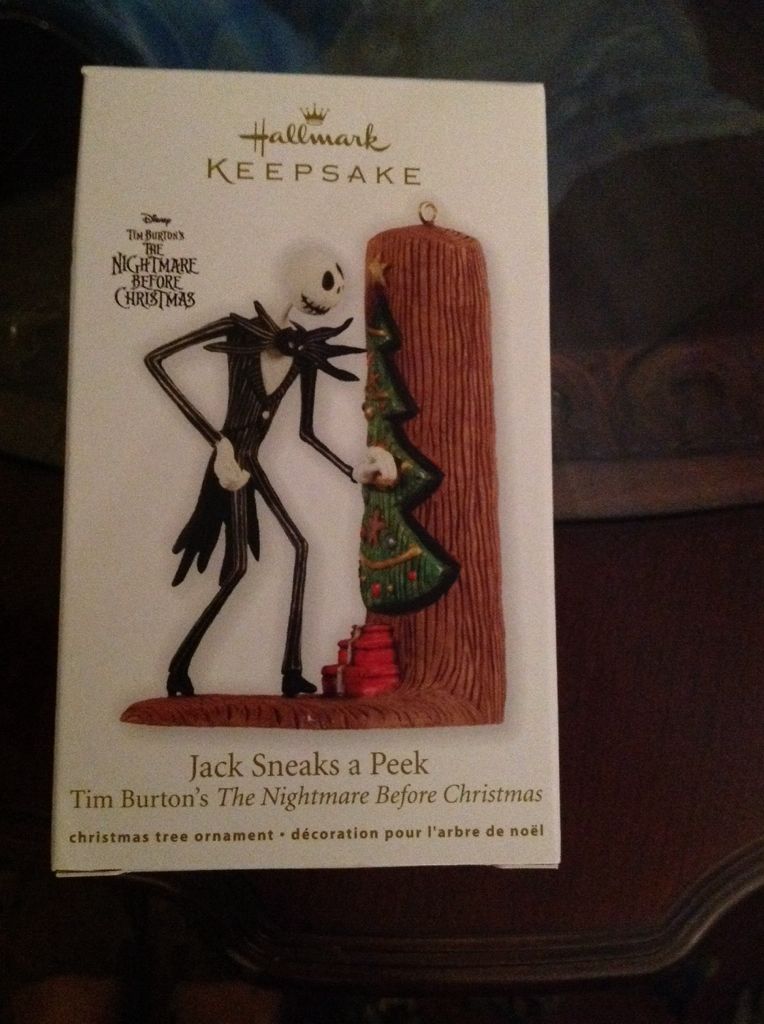 Hallmark
KEEPSAKE
Disney
TIM BURTON'S
THE
NIGHTMARE
BEFORE
CHRISTMAS
Jack Sneaks a Peek
Tim Burton's The Nightmare Before Christmas
christmas tree ornament • décoration pour l'arbre de noël